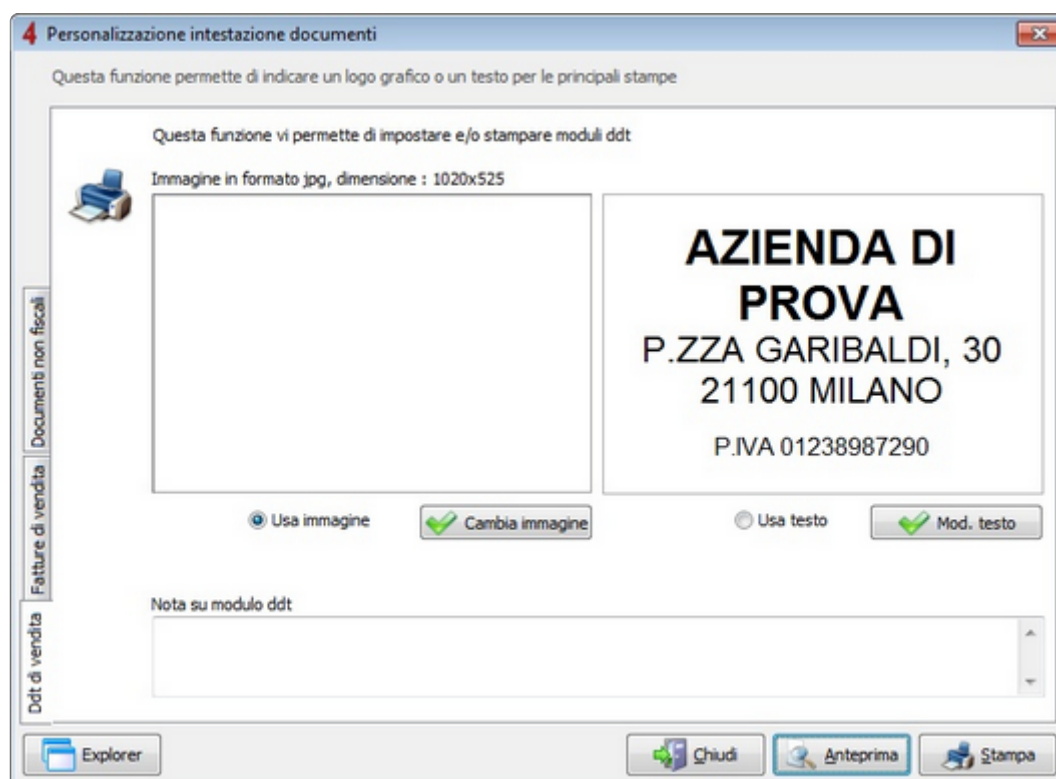 4 Personalizzazione intestazione documenti
Questa funzione permette di indicare un logo grafico o un testo per le principali stampe
Questa funzione vi permette di impostare e/o stampare moduli ddt
Immagine in formato jpg, dimensione : 1020x525
AZIENDA DI
PROVA
P.ZZA GARIBALDI, 30
21100 MILANO
P.IVA 01238987290
Usa immagine
Cambia immagine
Usa testo
Mod. testo
Nota su modulo ddt
Documenti non fiscali
Fatture di vendita
Ddt di vendita
Explorer
Chiudi
Anteprima
Stampa